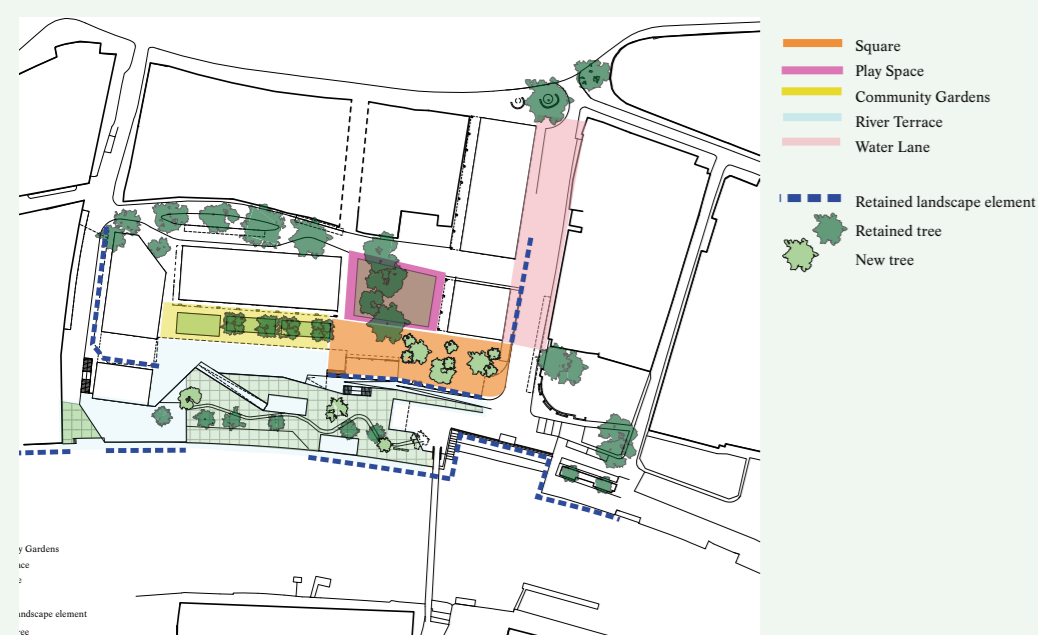 Square
Play Space
Community Gardens
River Terrace
Water Lane
Retained landscape element
Retained tree
New tree
y Gardens
ace
e
andscape element
ree